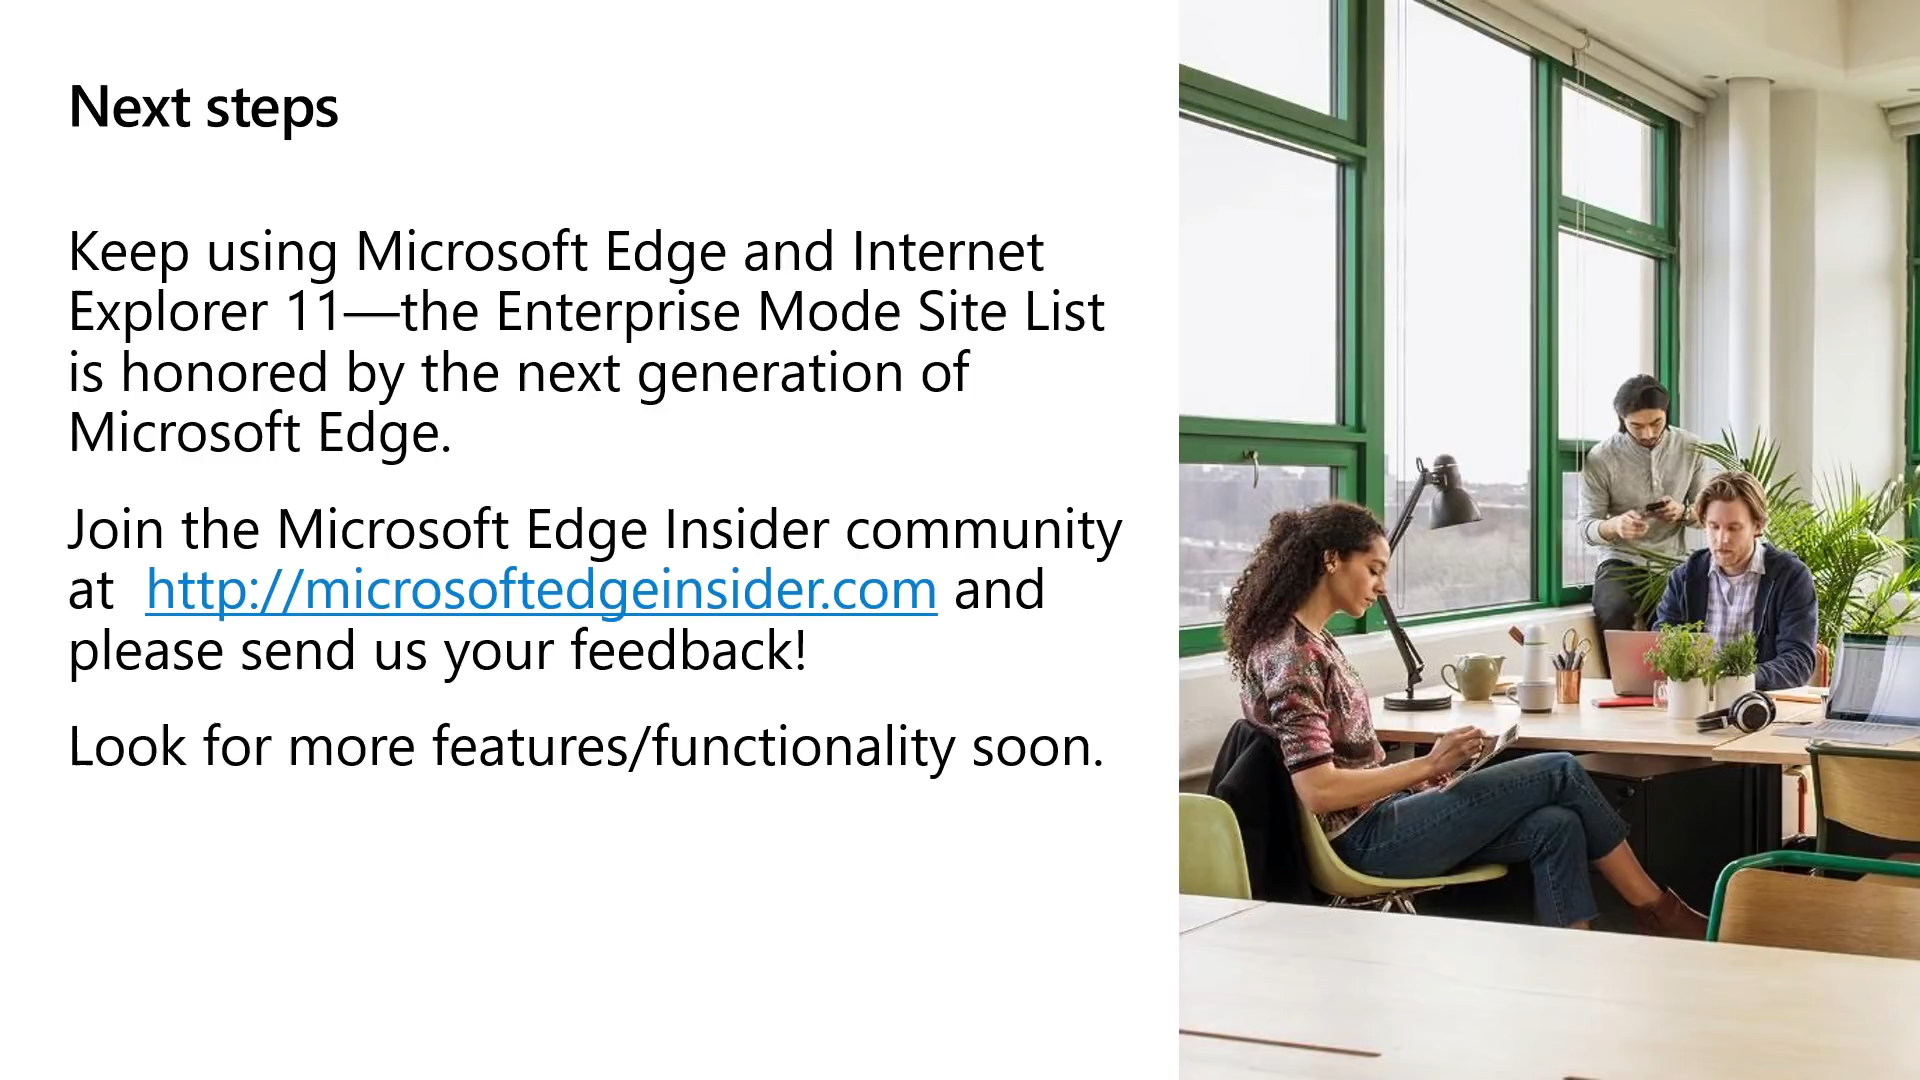 Next steps
Keep using Microsoft Edge and Internet
Explorer 11—the Enterprise Mode Site List
is honored by the next generation of
Microsoft Edge.
Join the Microsoft Edge Insider community
at  http://microsoftedgeinsider.com and
please send us your feedback!
Look for more features/functionality soon.